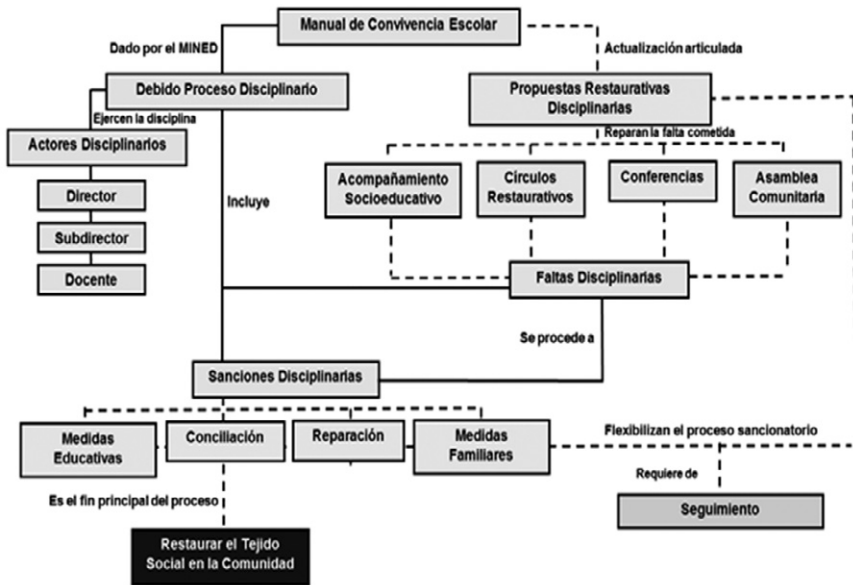 Manual de Convivencia Escolar
Dado por el MINED
Actualización articulada
Debido Proceso Disciplinario
Propuestas Restaurativas
Disciplinarias
Ejercen la disciplina
Reparan la falta cometida
Actores Disciplinarios
Director
Subdirector
Docente
Incluye
Acompañamiento
Socioeducativo
Círculos
Restaurativos
Conferencias
Asamblea
Comunitaria
Faltas Disciplinarias
Se procede a
Sanciones Disciplinarias
Medidas
Educativas
Conciliación
Reparación
Medidas
Familiares
Flexibilizan el proceso sancionatorio
Es el fin principal del proceso
Requiere de
Seguimiento
Restaurar el Tejido
Social en la Comunidad